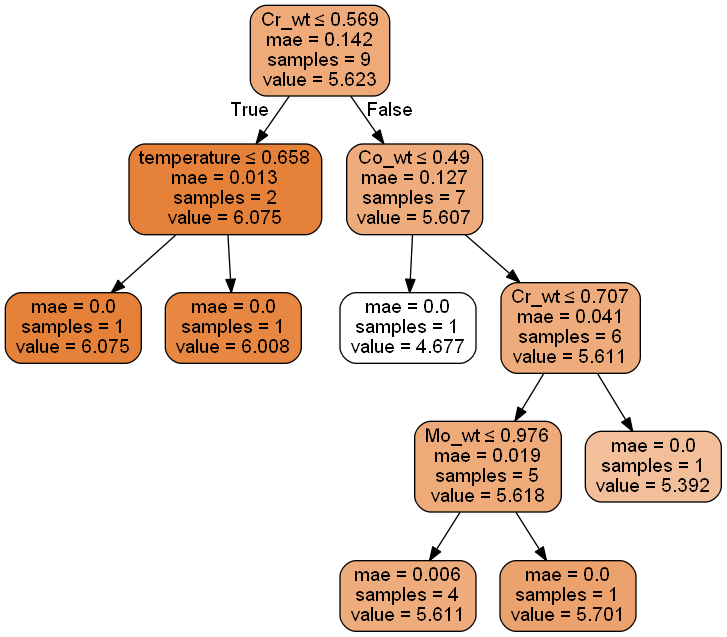 Cr_wt ≤ 0.569
mae = 0.142
samples = 9
value = 5.623
True
False
temperature ≤ 0.658
mae = 0.013
samples = 2
value = 6.075
Co_wt ≤ 0.49
mae = 0.127
samples = 7
value = 5.607
mae = 0.0
samples = 1
value = 6.075
mae = 0.0
samples = 1
value = 6.008
mae = 0.0
samples = 1
value = 4.677
Cr_wt ≤ 0.707
mae = 0.041
samples = 6
value = 5.611
Mo_wt ≤ 0.976
mae = 0.019
samples = 5
value = 5.618
mae = 0.0
samples = 1
value = 5.392
mae = 0.006
samples = 4
value = 5.611
mae = 0.0
samples = 1
value = 5.701